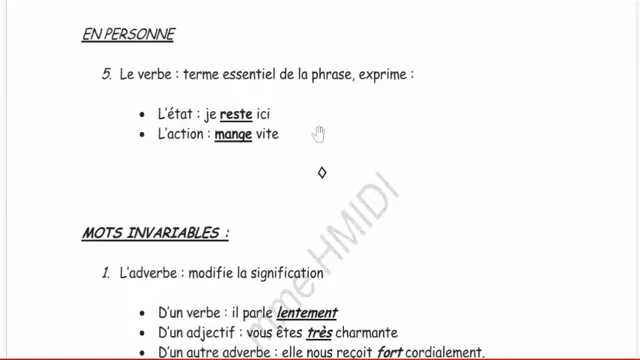 EN PERSONNE
5. Le verbe : terme essentiel de la phrase, exprime :
• L'état : je reste ici
• L'action : mange vite
◊
MOTS INVARIABLES :
1. L'adverbe : modifie la signification
• D'un verbe : il parle lentement
• D'un adjectif : vous êtes très charmante
• D'un autre adverbe : elle nous reçoit fort cordialement.
mme HMIDI